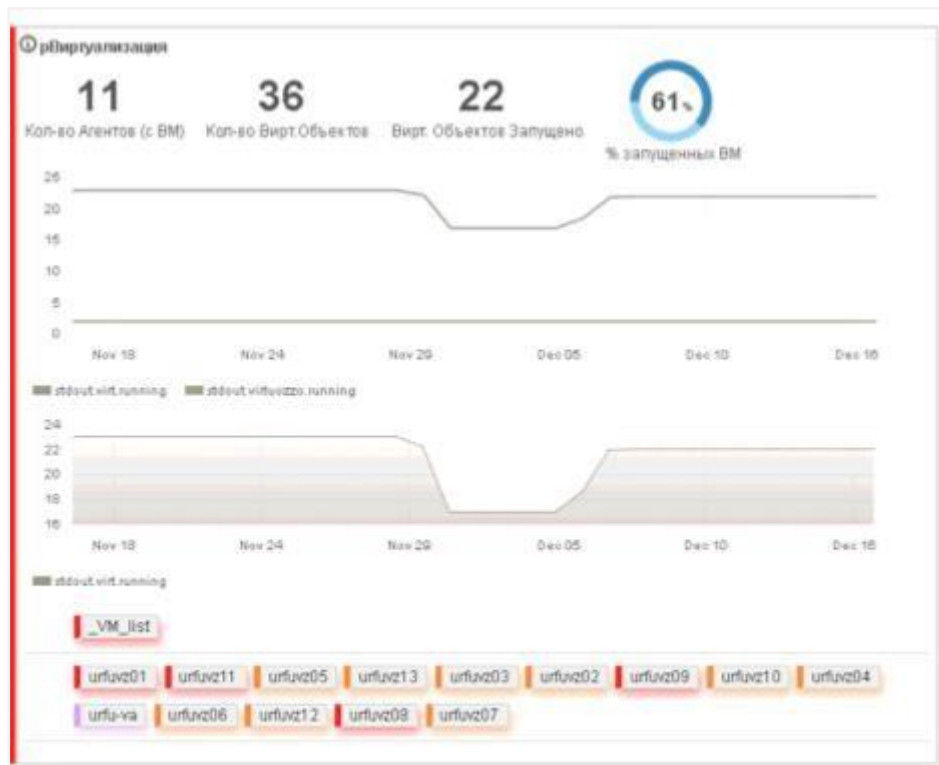 рВиртуализация
11
36
22
61%
Кол-во Агентов (с ВМ)
Кол-во Вирт.Объектов
Вирт. Объектов Запущено
% запущенных ВМ
25
20
15
10
5
0
Nov 18
Nov 24
Nov 29
Dec 05
Dec 10
Dec 16
stdout.virt.running
stdout.virtuozzo.running
24
22
20
18
16
Nov 18
Nov 24
Nov 29
Dec 05
Dec 10
Dec 16
stdout.virt.running
_VM_list
urfuvz01
urfuvz11
urfuvz05
urfuvz13
urfuvz03
urfuvz02
urfuvz09
urfuvz10
urfuvz04
urfu-va
urfuvz06
urfuvz12
urfuvz08
urfuvz07